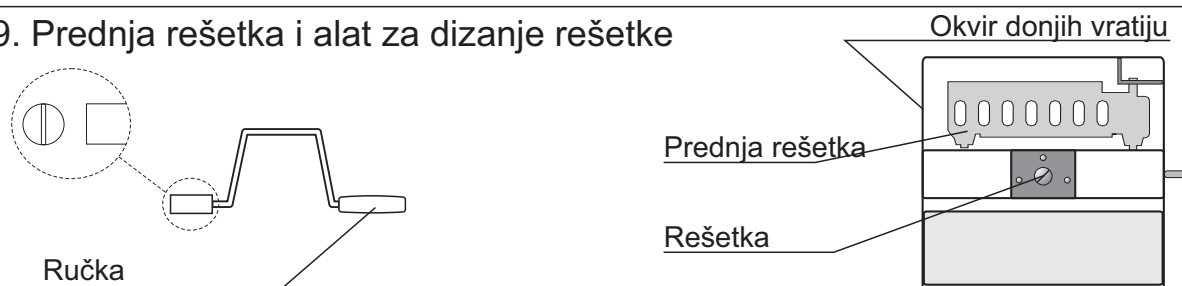 9. Prednja rešetka i alat za dizanje rešetke
Okvir donjih vratiju
Prednja rešetka
Rešetka
Ručka